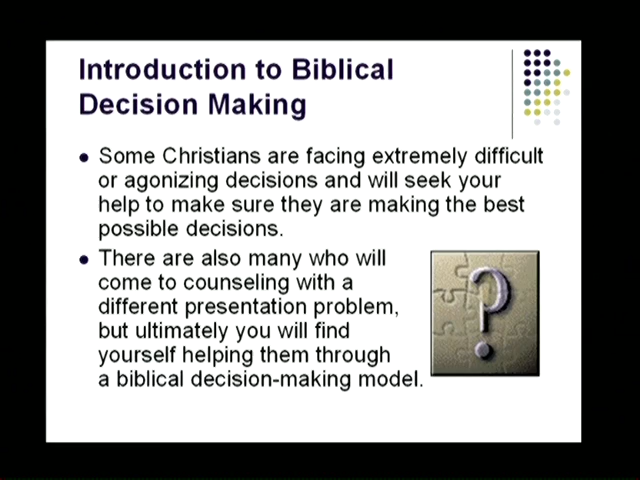 Introduction to Biblical
Decision Making
● Some Christians are facing extremely difficult
or agonizing decisions and will seek your
help to make sure they are making the best
possible decisions.
● There are also many who will
come to counseling with a
different presentation problem,
but ultimately you will find
yourself helping them through
a biblical decision-making model.
?